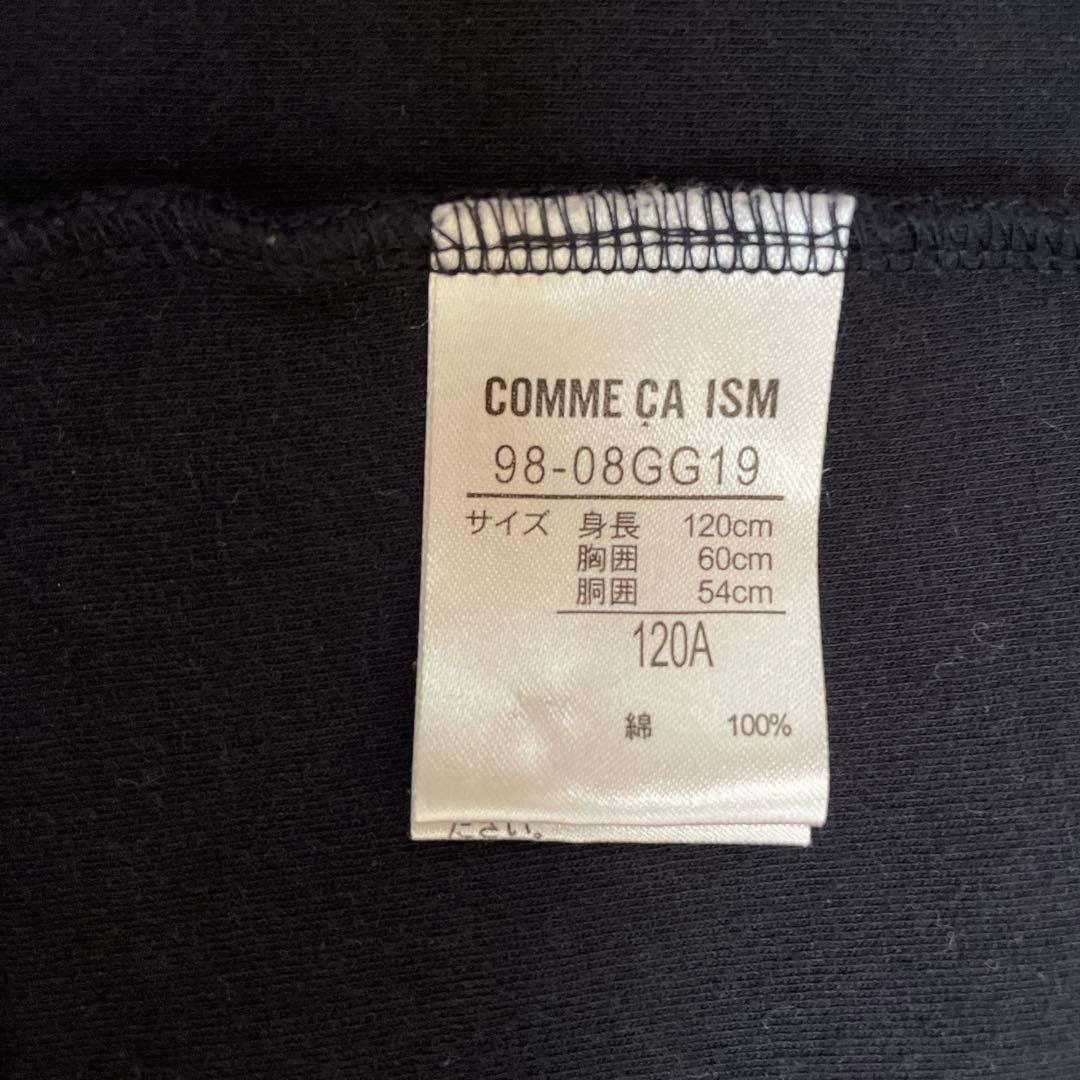 COMME ÇA ISM
98-08GG19
サイズ 身長 120cm
胸囲 60cm
胴囲 54cm
120A
綿 100%
ださい。